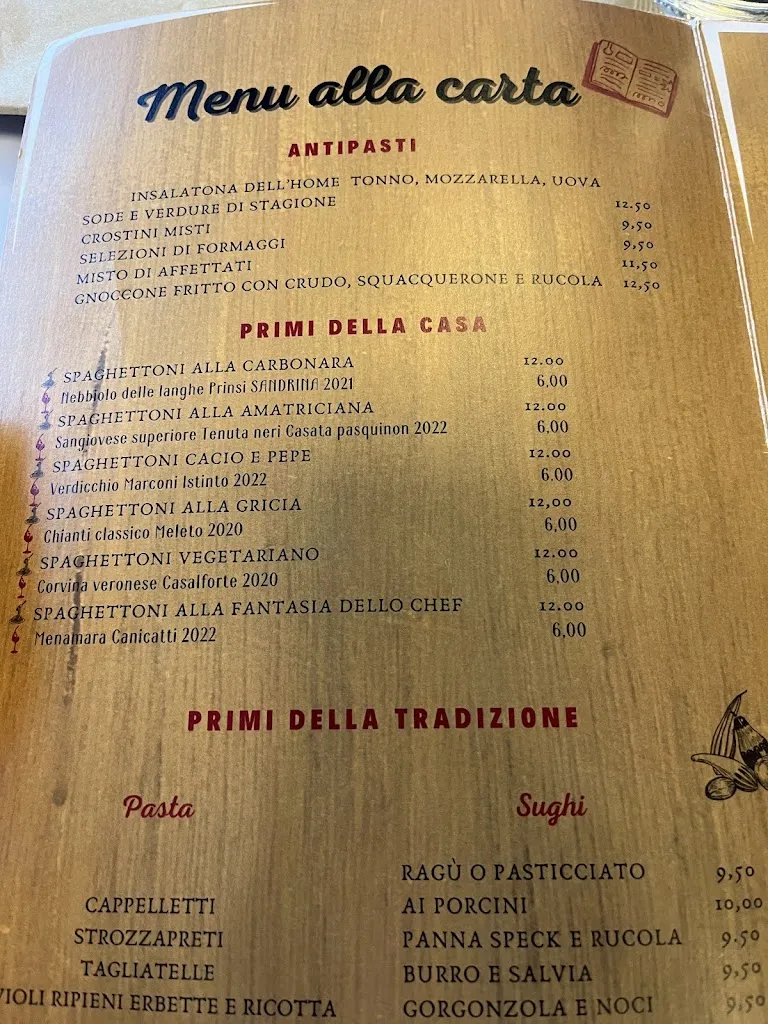 Menu alla carta
ANTIPASTI
INSALATONA DELL'HOME TONNO, MOZZARELLA, UOVA
SODE E VERDURE DI STAGIONE 12.50
CROSTINI MISTI 9,50
SELEZIONI DI FORMAGGI 9,50
MISTO DI AFFETTATI 11,50
GNOCCONE FRITTO CON CRUDO, SQUACQUERONE E RUCOLA 12,50
PRIMI DELLA CASA
SPAGHETTONI ALLA CARBONARA 12.00
Nebbiolo delle langhe Prinsi SANDRINA 2021 6,00
SPAGHETTONI ALLA AMATRICIANA 12.00
Sangiovese superiore Tenuta neri Casata pasquinon 2022 6,00
SPAGHETTONI CACIO E PEPE 12.00
Verdicchio Marconi Istinto 2022 6.00
SPAGHETTONI ALLA GRICIA 12,00
Chianti classico Meleto 2020 6,00
SPAGHETTONI VEGETARIANO 12.00
Corvina veronese Casalforte 2020 6,00
SPAGHETTONI ALLA FANTASIA DELLO CHEF 12.00
Menamara Canicatti 2022 6,00
PRIMI DELLA TRADIZIONE
Pasta Sughi
RAGÙ O PASTICCIATO 9,50
CAPPELLETTI AI PORCINI 10,00
STROZZAPRETI PANNA SPECK E RUCOLA 9.50
TAGLIATELLE BURRO E SALVIA 9,50
VIOLI RIPIENI ERBETTE E RICOTTA GORGONZOLA E NOCI 9,50